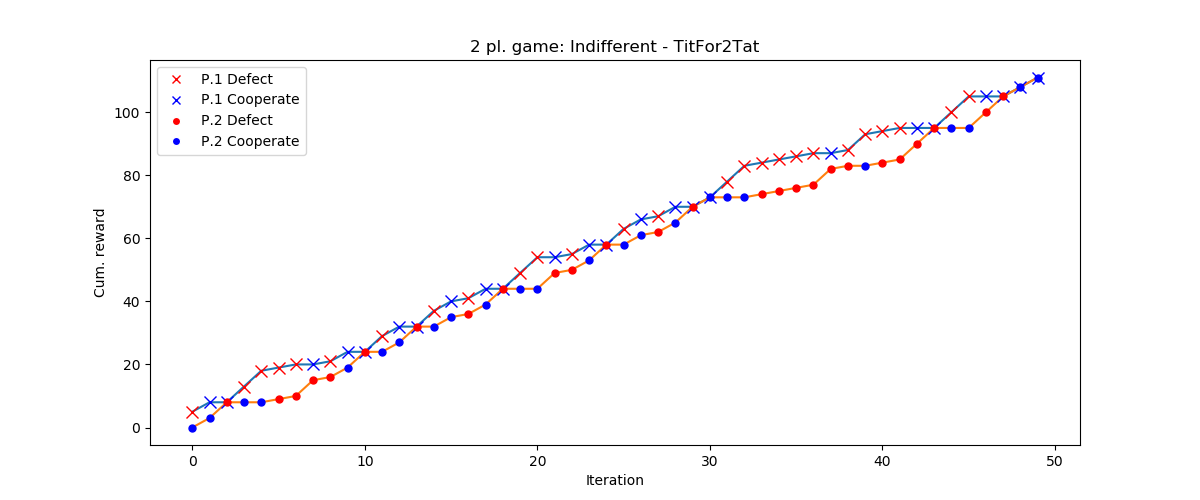 2 pl. game: Indifferent - TitFor2Tat
P.1 Defect
P.1 Cooperate
P.2 Defect
P.2 Cooperate
Cum. reward
100
80
60
40
20
0
0 10 20 30 40 50
Iteration